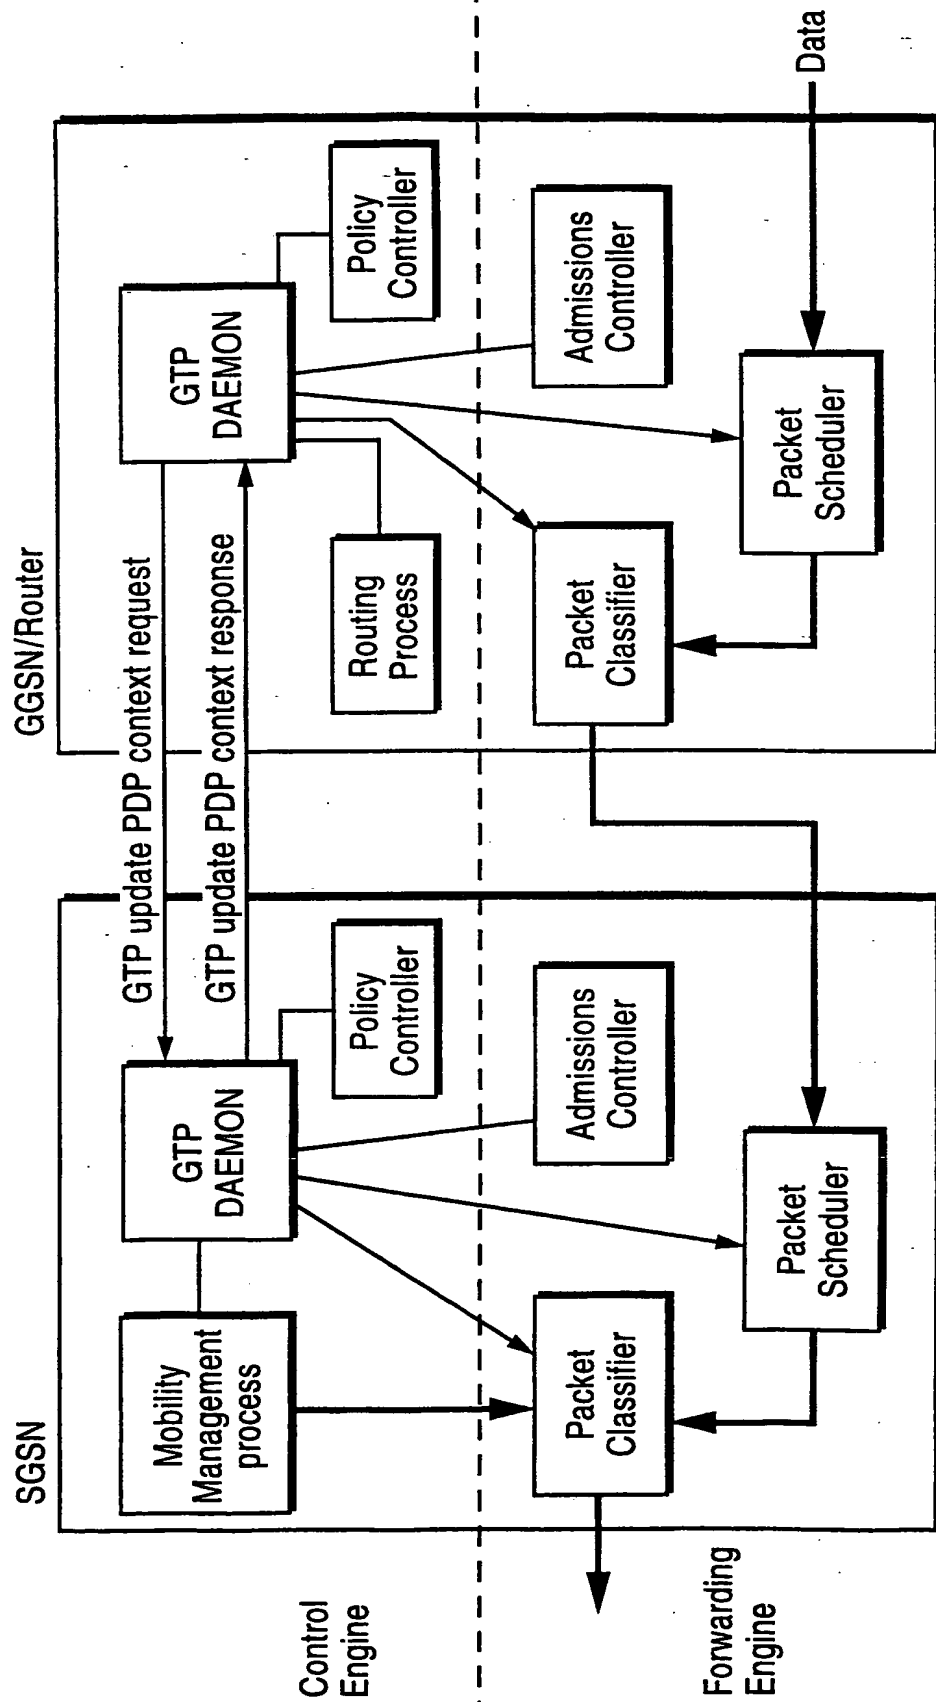 SGSN
GGSN/Router
Control
Engine
Mobility
Management
process
GTP
DAEMON
GTP update PDP context request
GTP update PDP context response
GTP
DAEMON
Policy
Controller
Routing
Process
Policy
Controller
Forwarding
Engine
Packet
Classifier
Admissions
Controller
Packet
Classifier
Admissions
Controller
Packet
Scheduler
Packet
Scheduler
Data